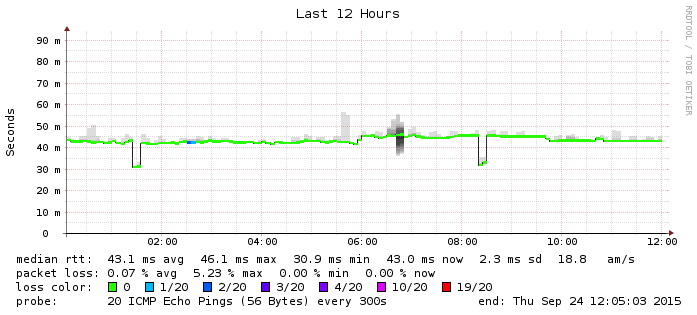 Last 12 Hours
RRDTOOL / TOBI OETIKER
Seconds
90 m
80 m
70 m
60 m
50 m
40 m
30 m
20 m
10 m
0
02:00 04:00 06:00 08:00 10:00 12:00
median rtt: 43.1 ms avg 46.1 ms max 30.9 ms min 43.0 ms now 2.3 ms sd 18.8 am/s
packet loss: 0.07 % avg 5.23 % max 0.00 % min 0.00 % now
loss color: 0 1/20 2/20 3/20 4/20 10/20 19/20
probe: 20 ICMP Echo Pings (56 Bytes) every 300s end: Thu Sep 24 12:05:03 2015